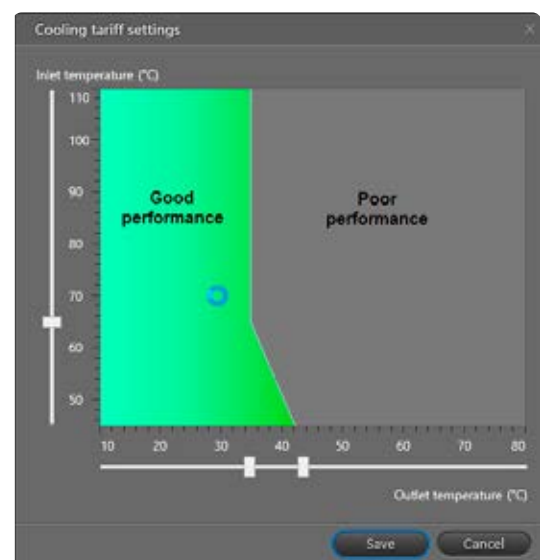 Cooling tariff settings
x
Inlet temperature (°C)
110
100
90
80
70
60
50
Good
performance
Poor
performance
10 20 30 40 50 60 70 80
Outlet temperature (°C)
Save Cancel